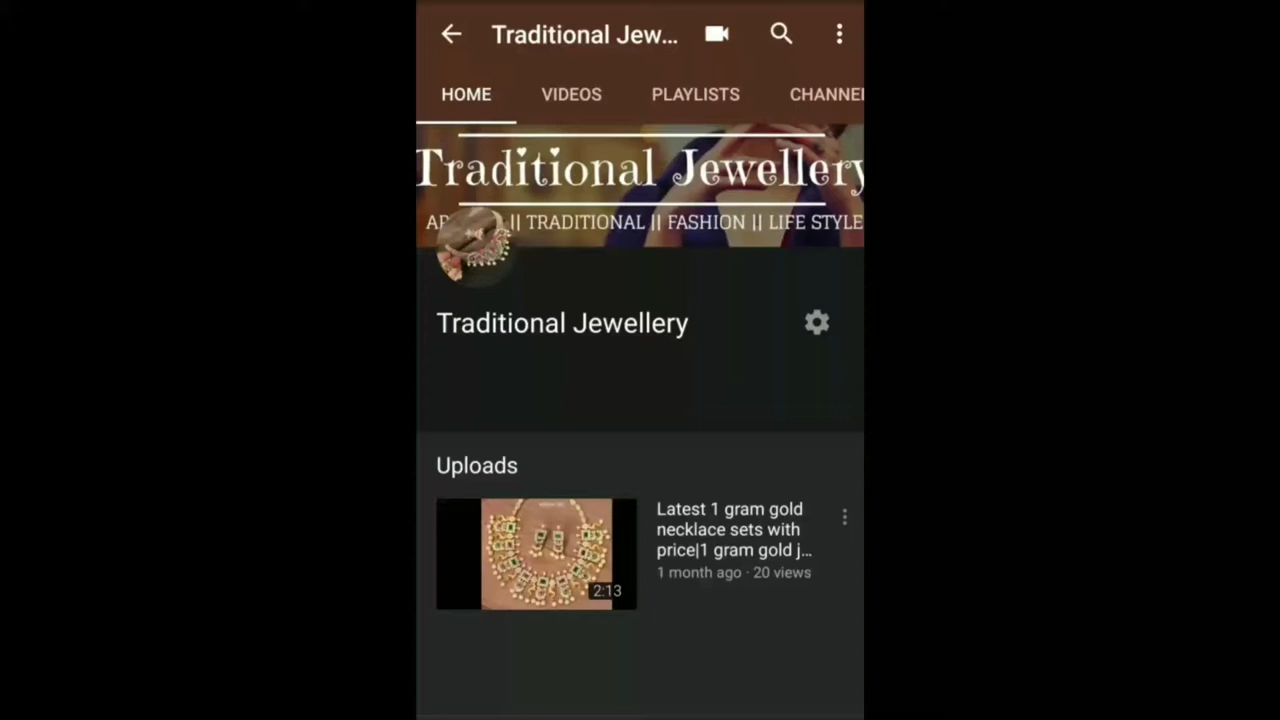 Traditional Jew...
HOME VIDEOS PLAYLISTS CHANNEL
Traditional Jewellery
|| TRADITIONAL || FASHION || LIFE STYLE
Traditional Jewellery
Uploads
Latest 1 gram gold
necklace sets with
price|1 gram gold j...
1 month ago · 20 views
2:13